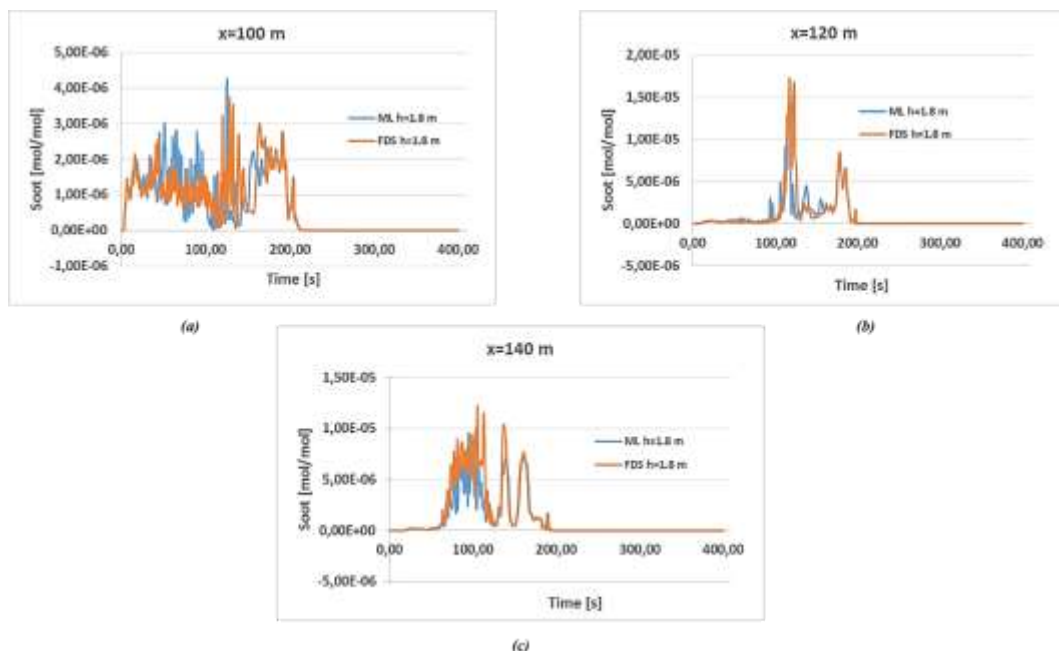 x=100 m
5,00E-06
4,00E-06
3,00E-06
2,00E-06
1,00E-06
0,00E+00
-1,00E-06
Soot [mol/mol]
ML h=1.8 m
FDS h=1.8 m
0,00 100,00 200,00 300,00 400,00
Time [s]
(a)
x=120 m
2,00E-05
1,50E-05
1,00E-05
5,00E-06
0,00E+00
-5,00E-06
Soot [mol/mol]
ML h=1.8 m
FDS h=1.8 m
0,00 100,00 200,00 300,00 400,00
Time [s]
(b)
x=140 m
1,50E-05
1,00E-05
5,00E-06
0,00E+00
-5,00E-06
Soot [mol/mol]
ML h=1.8 m
FDS h=1.8 m
0,00 100,00 200,00 300,00 400,00
Time [s]
(c)